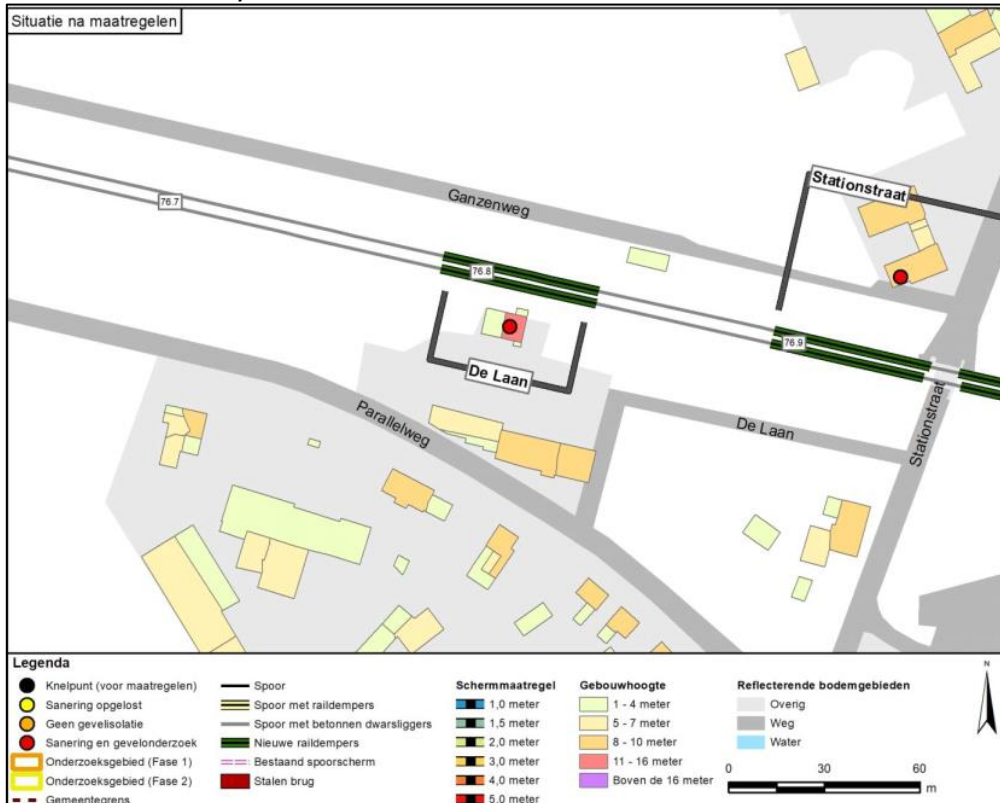 Situatie na maatregelen
Stationstraat
Ganzenweg
76.7
76.8
76.9
De Laan
De Laan
Parallelweg
Stationstraat
Legenda
Knelpunt (voor maatregelen)
Sanering opgelost
Geen gevelisolatie
Sanering en gevelonderzoek
Onderzoeksgebied (Fase 1)
Onderzoeksgebied (Fase 2)
Gemeentegrens
Spoor
Spoor met raildempers
Spoor met betonnen dwarsliggers
Nieuwe raildempers
Bestaand spoorscherm
Stalen brug
Schermmaatregel
1,0 meter
1,5 meter
2,0 meter
3,0 meter
4,0 meter
5,0 meter
Gebouwhoogte
1 - 4 meter
5 - 7 meter
8 - 10 meter
11 - 16 meter
Boven de 16 meter
Reflecterende bodemgebieden
Overig
Weg
Water
N
0 30 60
m